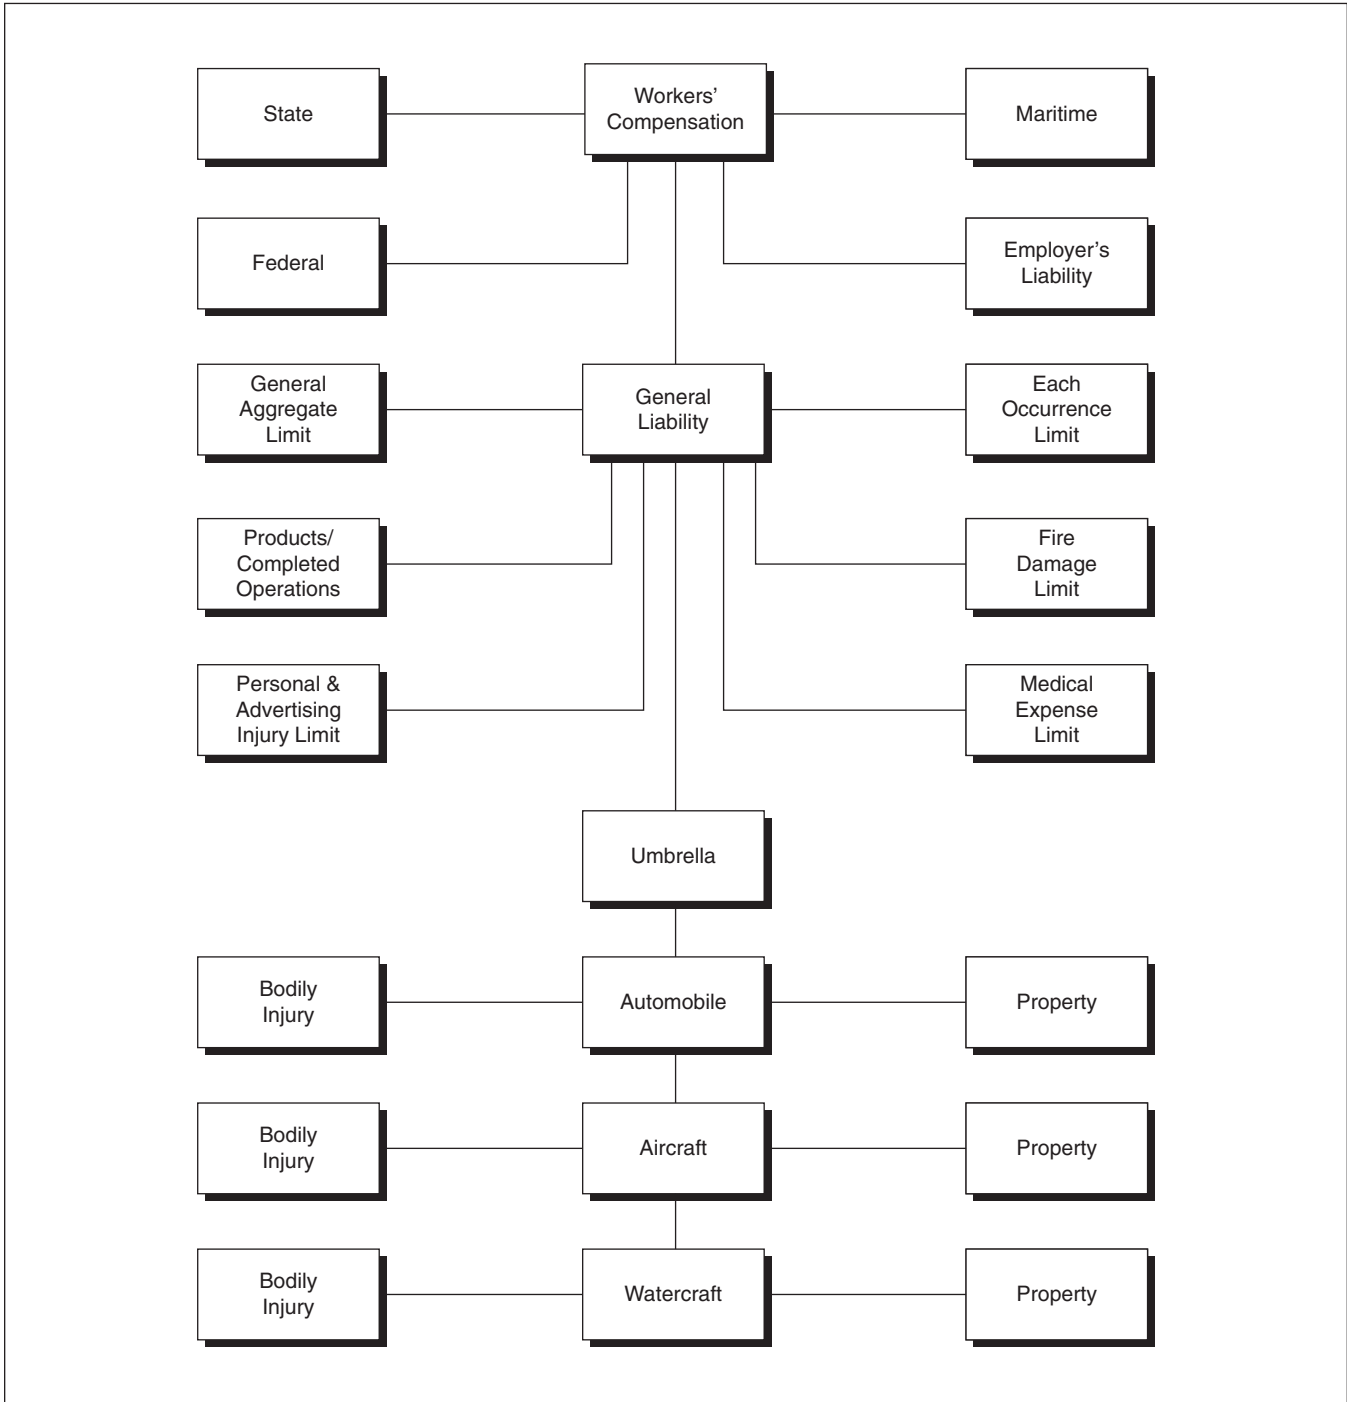 State
Workers’
Compensation
Maritime
Federal
Employer’s
Liability
General
Aggregate
Limit
General
Liability
Each
Occurrence
Limit
Products/
Completed
Operations
Fire
Damage
Limit
Personal &
Advertising
Injury Limit
Medical
Expense
Limit
Umbrella
Bodily
Injury
Automobile
Property
Bodily
Injury
Aircraft
Property
Bodily
Injury
Watercraft
Property